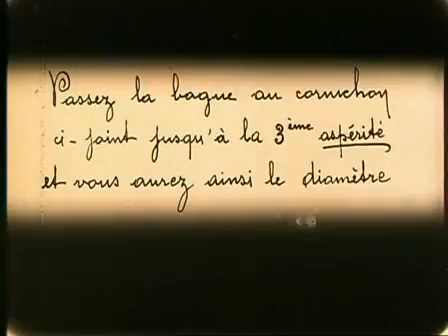 Passez la bague au cornichon
ci-joint jusqu'à la 3ème aspérité
et vous aurez ainsi le diamètre